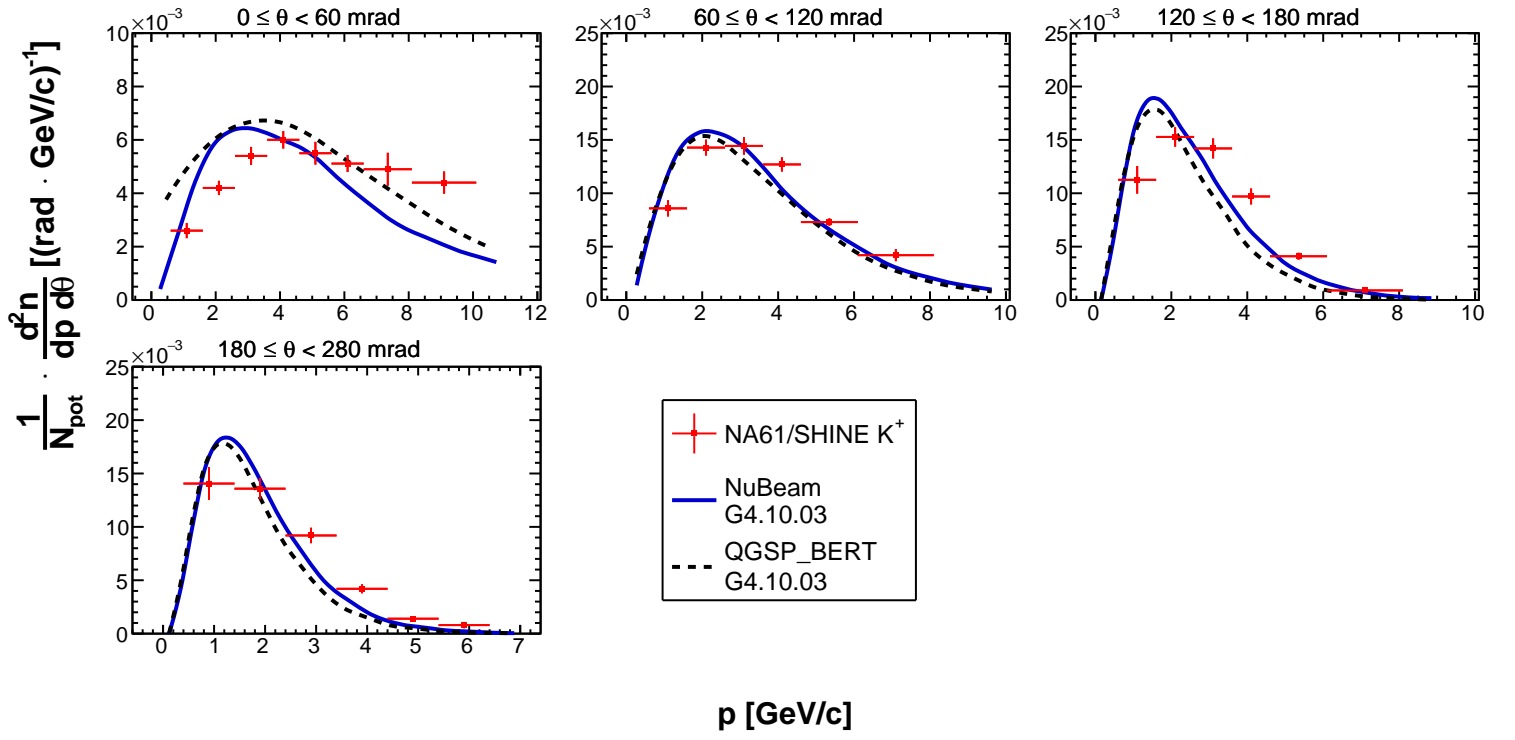 0 ≤ θ < 60 mrad
×10⁻³
10
8
6
4
2
0
0 2 4 6 8 10 12
60 ≤ θ < 120 mrad
×10⁻³
25
20
15
10
5
0
0 2 4 6 8 10
120 ≤ θ < 180 mrad
×10⁻³
25
20
15
10
5
0
0 2 4 6 8 10
180 ≤ θ < 280 mrad
×10⁻³
25
20
15
10
5
0
0 1 2 3 4 5 6 7
1/N_pot · d²n/dp dθ [(rad · GeV/c)⁻¹]
NA61/SHINE K⁺
NuBeam
G4.10.03
QGSP_BERT
G4.10.03
p [GeV/c]